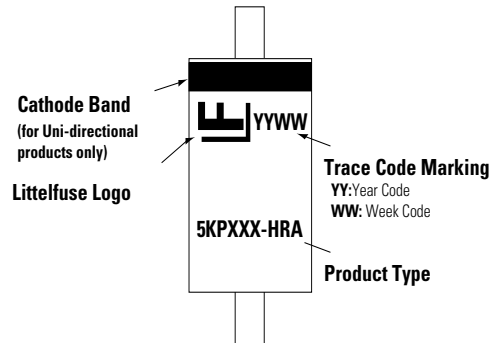 Cathode Band
(for Uni-directional
products only)
Littelfuse Logo
YYWW
Trace Code Marking
YY:Year Code
WW: Week Code
5KPXXX-HRA
Product Type